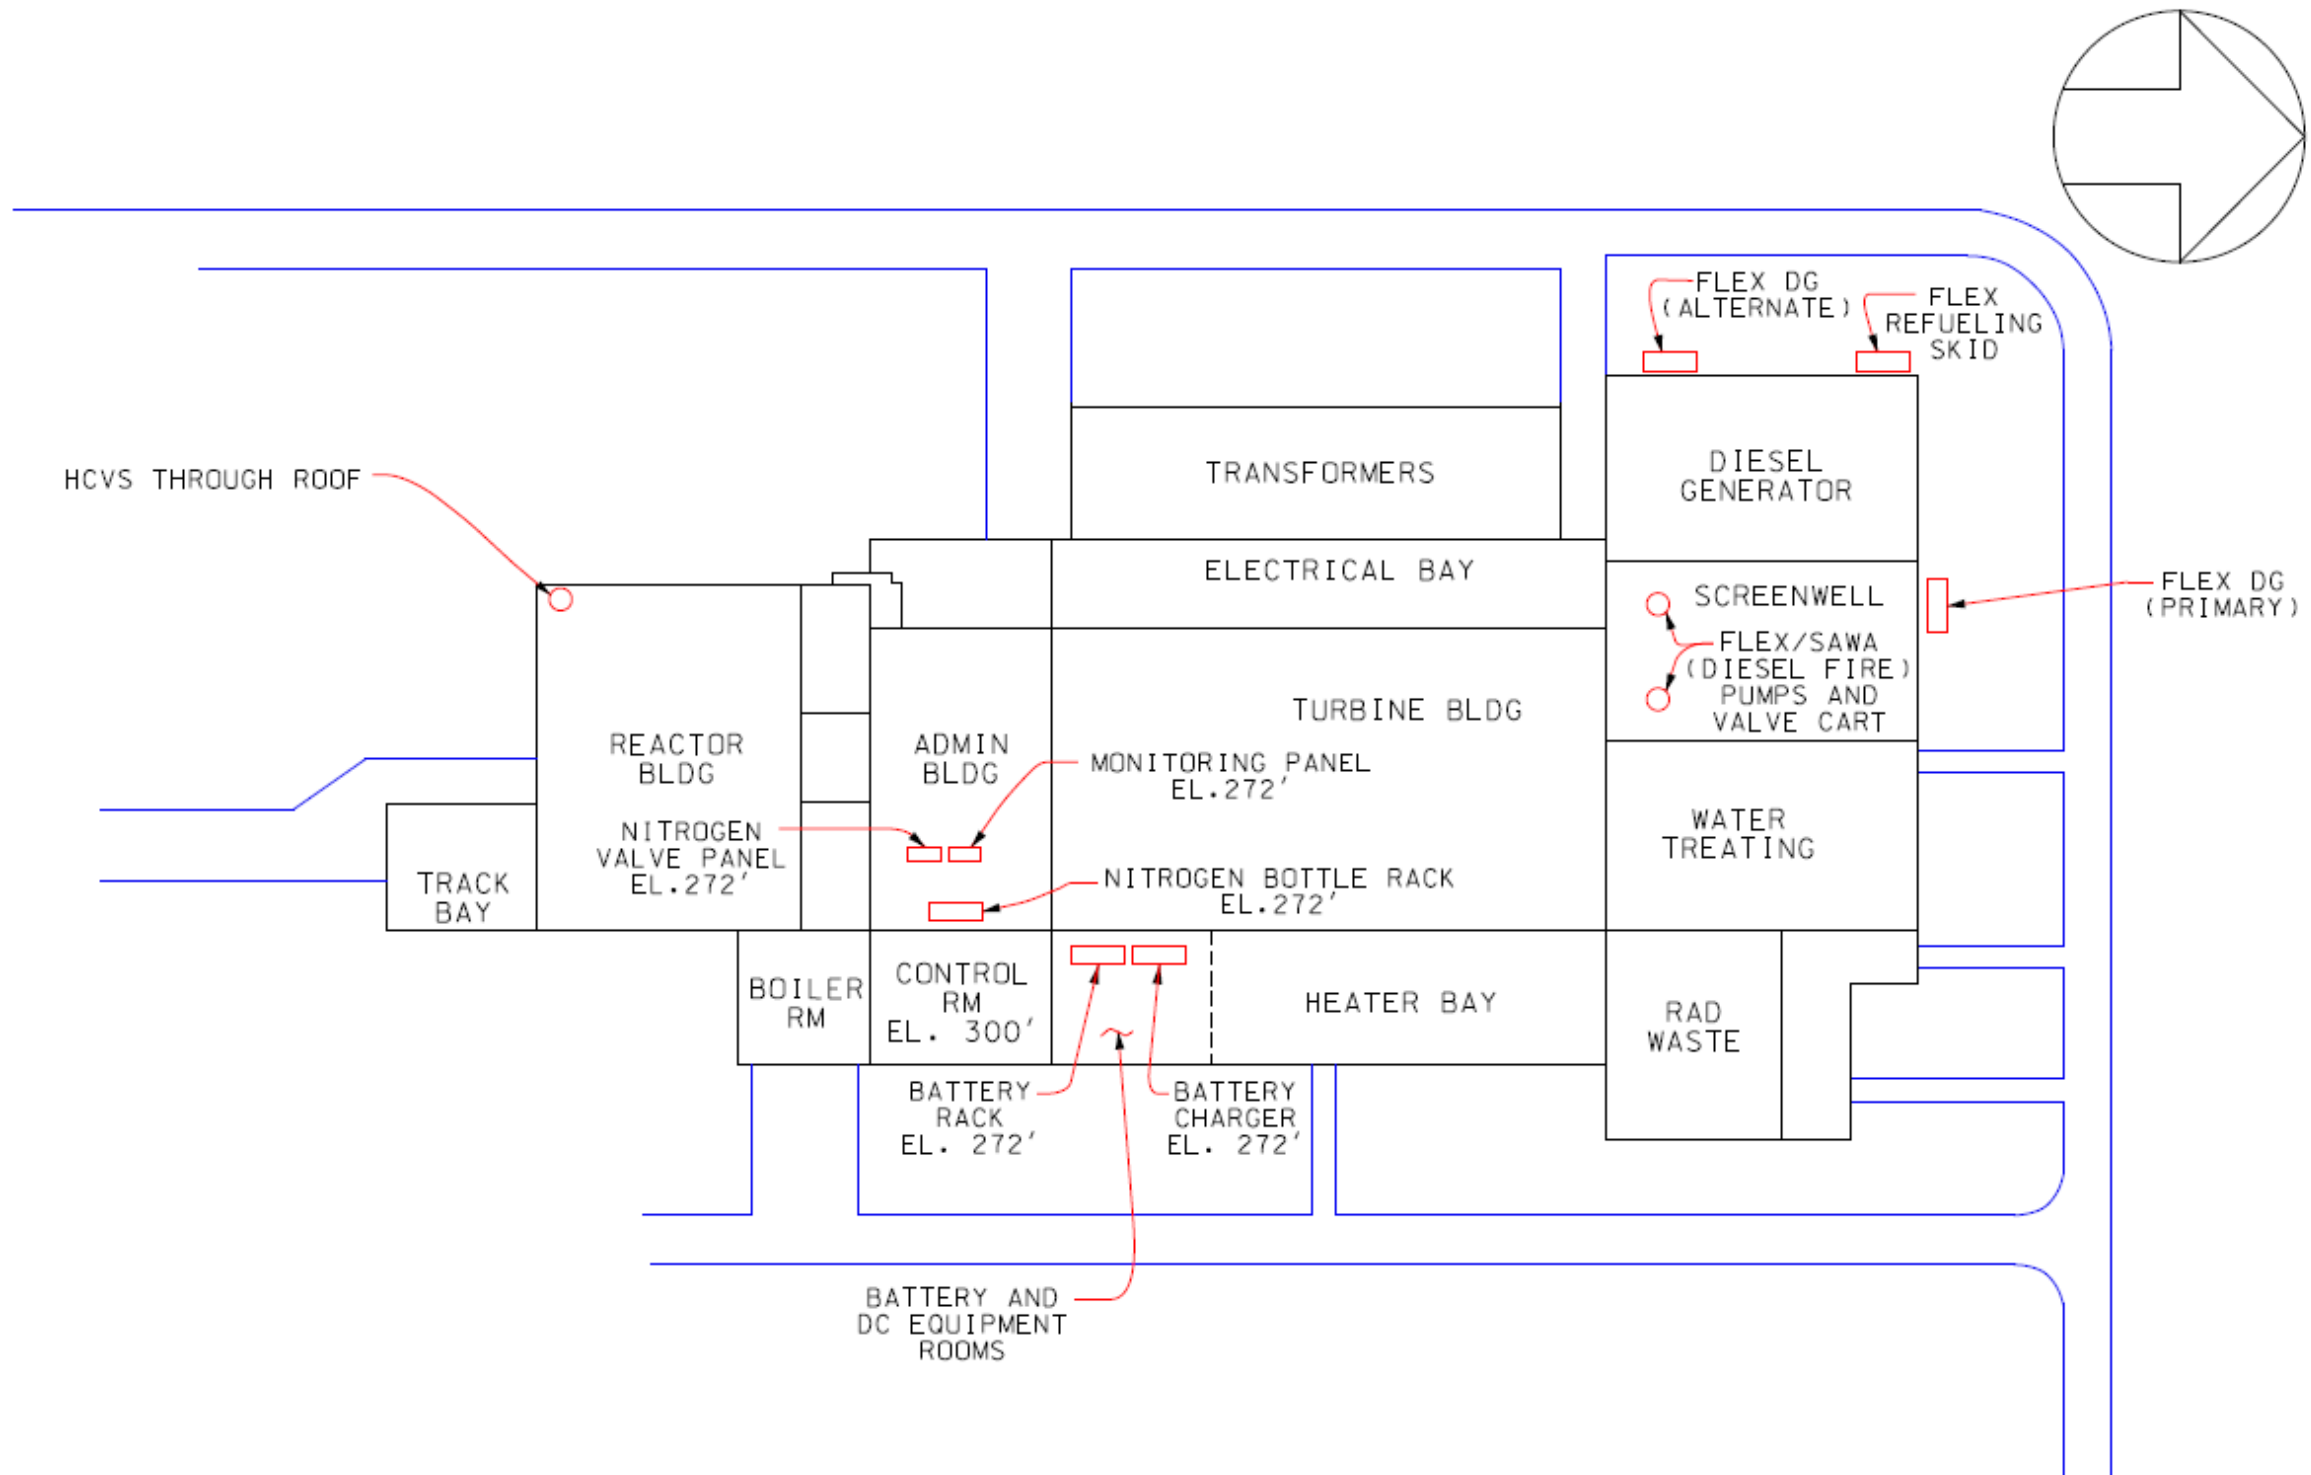 FLEX DG
(ALTERNATE)
FLEX
REFUELING
SKID
HCVS THROUGH ROOF
TRANSFORMERS
DIESEL
GENERATOR
ELECTRICAL BAY
SCREENWELL
FLEX DG
(PRIMARY)
FLEX/SAWA
(DIESEL FIRE)
PUMPS AND
VALVE CART
TURBINE BLDG
REACTOR
BLDG
ADMIN
BLDG
MONITORING PANEL
EL.272'
NITROGEN
VALVE PANEL
EL.272'
WATER
TREATING
TRACK
BAY
NITROGEN BOTTLE RACK
EL.272'
BOILER
RM
CONTROL
RM
EL. 300'
HEATER BAY
RAD
WASTE
BATTERY
RACK
EL. 272'
BATTERY
CHARGER
EL. 272'
BATTERY AND
DC EQUIPMENT
ROOMS